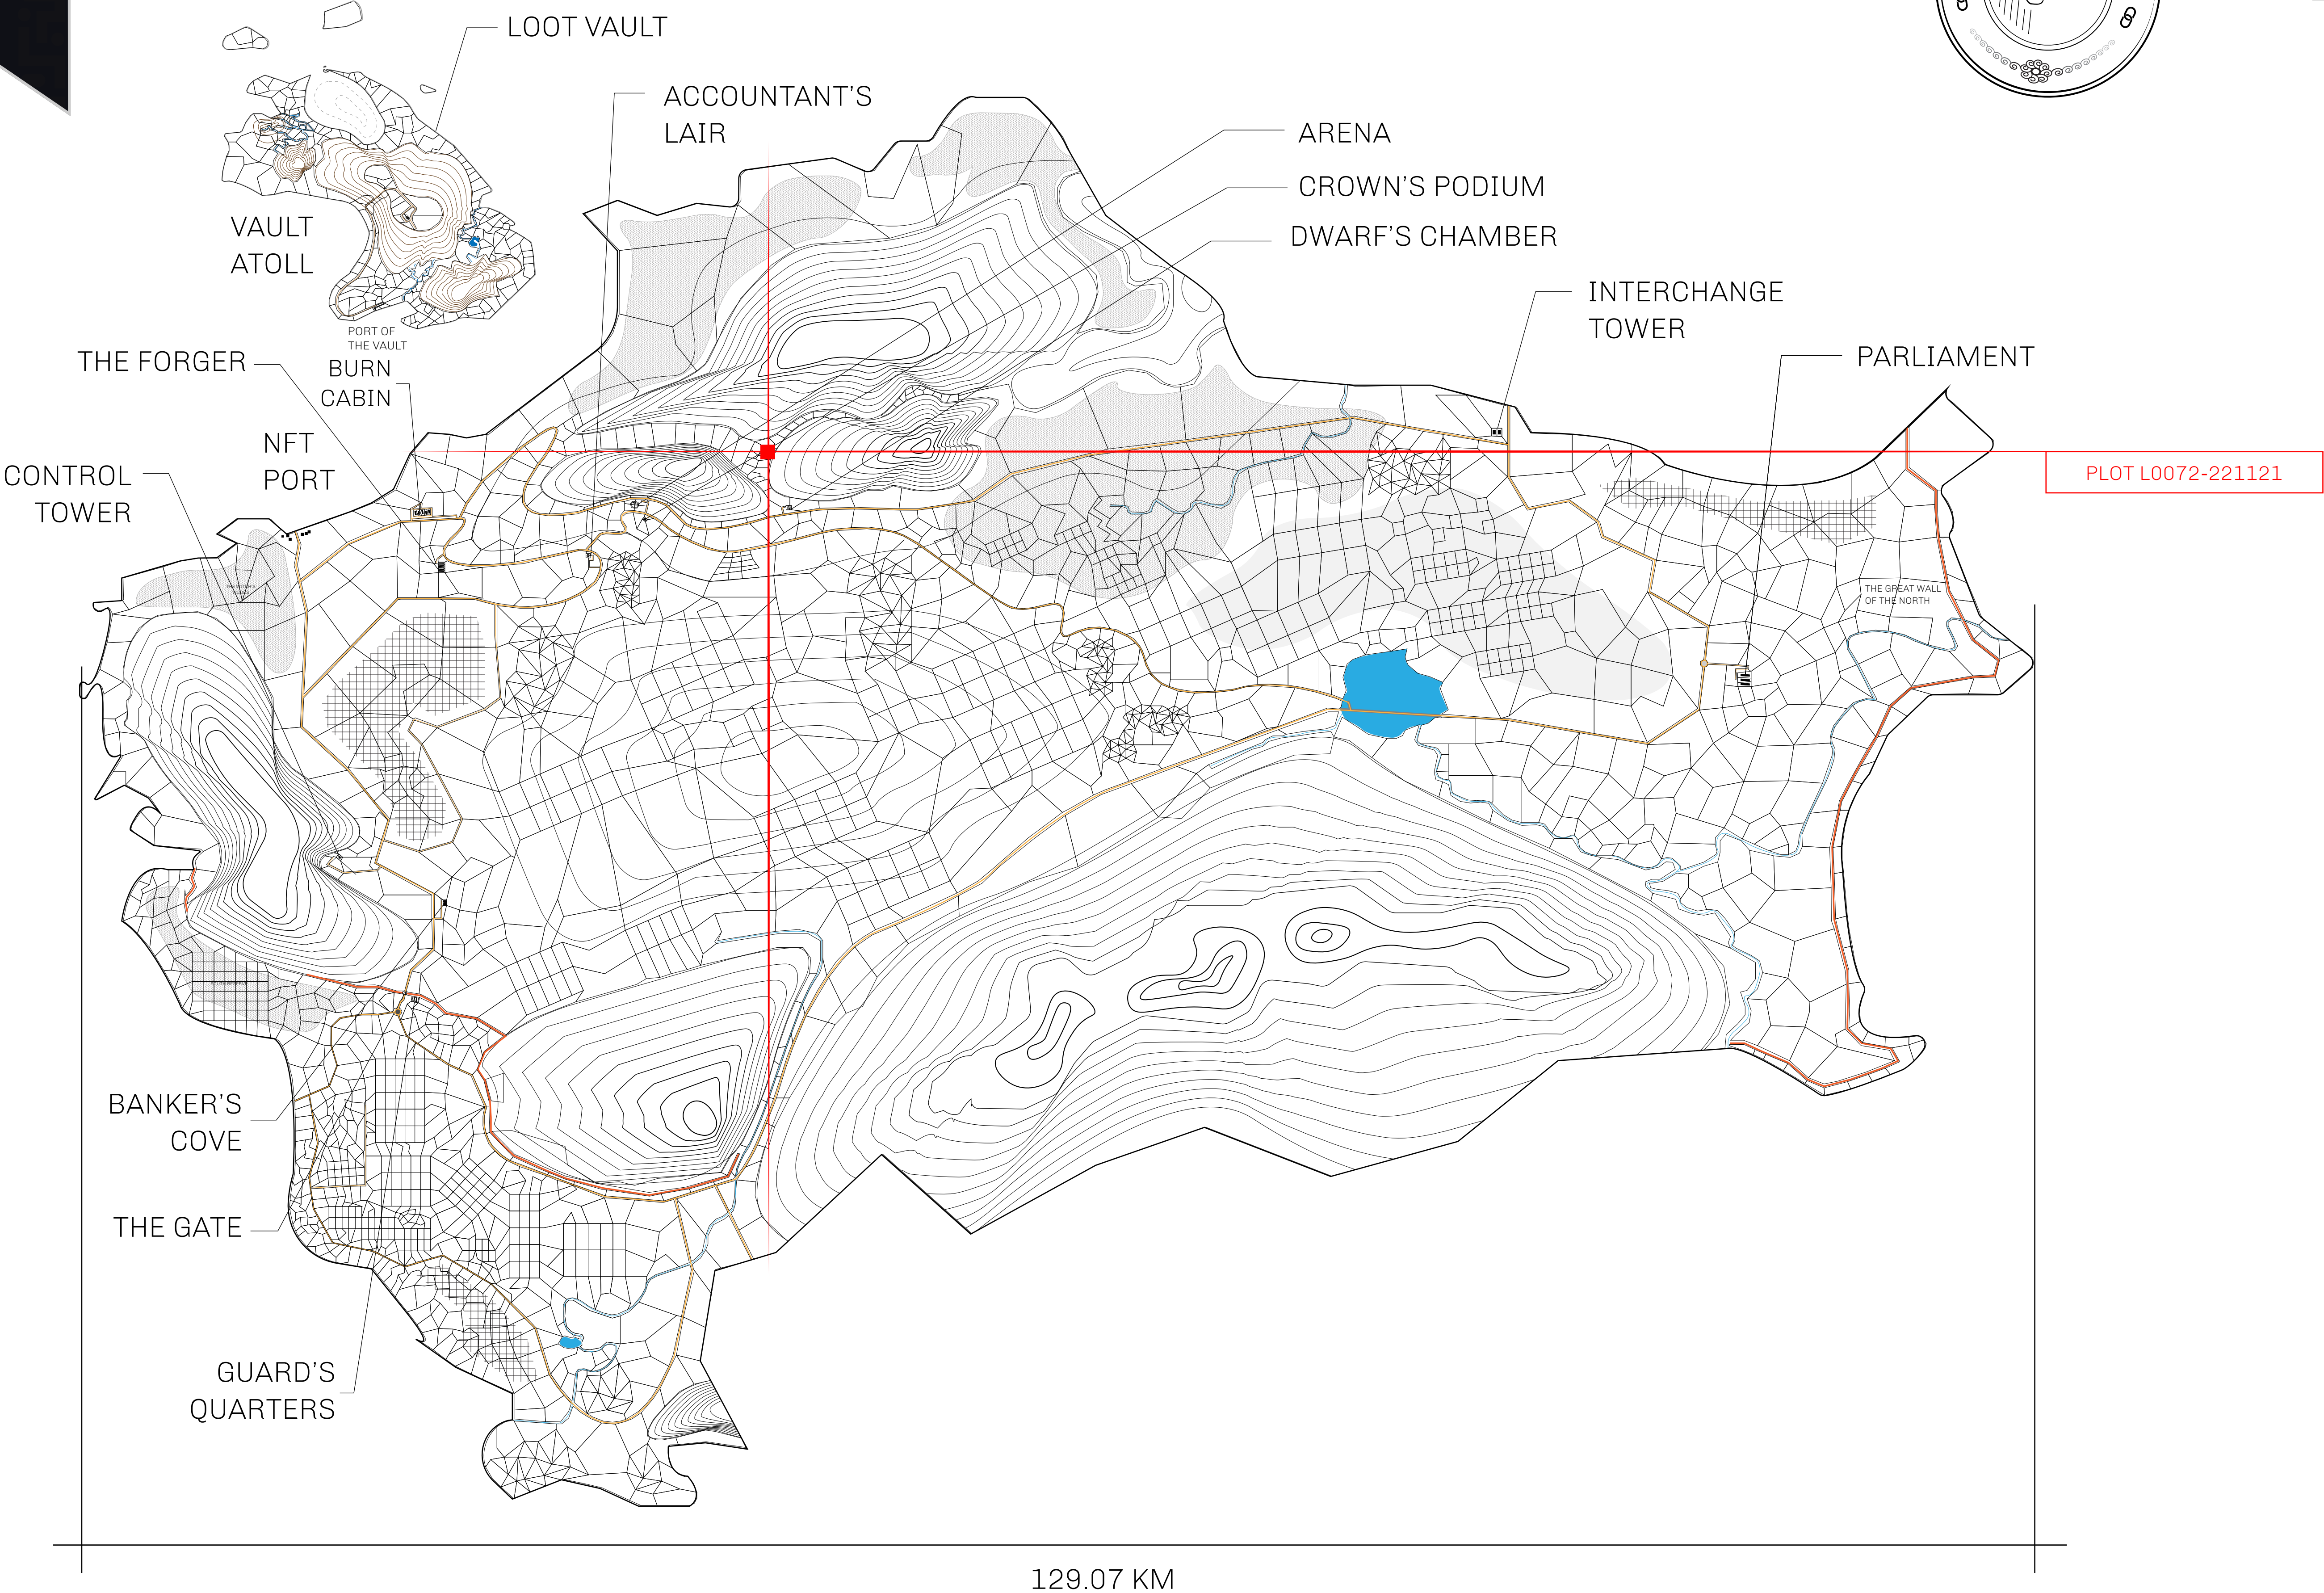 LOOT VAULT
ACCOUNTANT'S
LAIR
ARENA
CROWN'S PODIUM
DWARF'S CHAMBER
VAULT
ATOLL
INTERCHANGE
TOWER
PORT OF
THE VAULT
THE FORGER
BURN
CABIN
PARLIAMENT
NFT
PORT
CONTROL
TOWER
PLOT L0072-221121
THE GREAT WALL
OF THE NORTH
SOUTH RESERVE
BANKER'S
COVE
THE GATE
GUARD'S
QUARTERS
129.07 KM